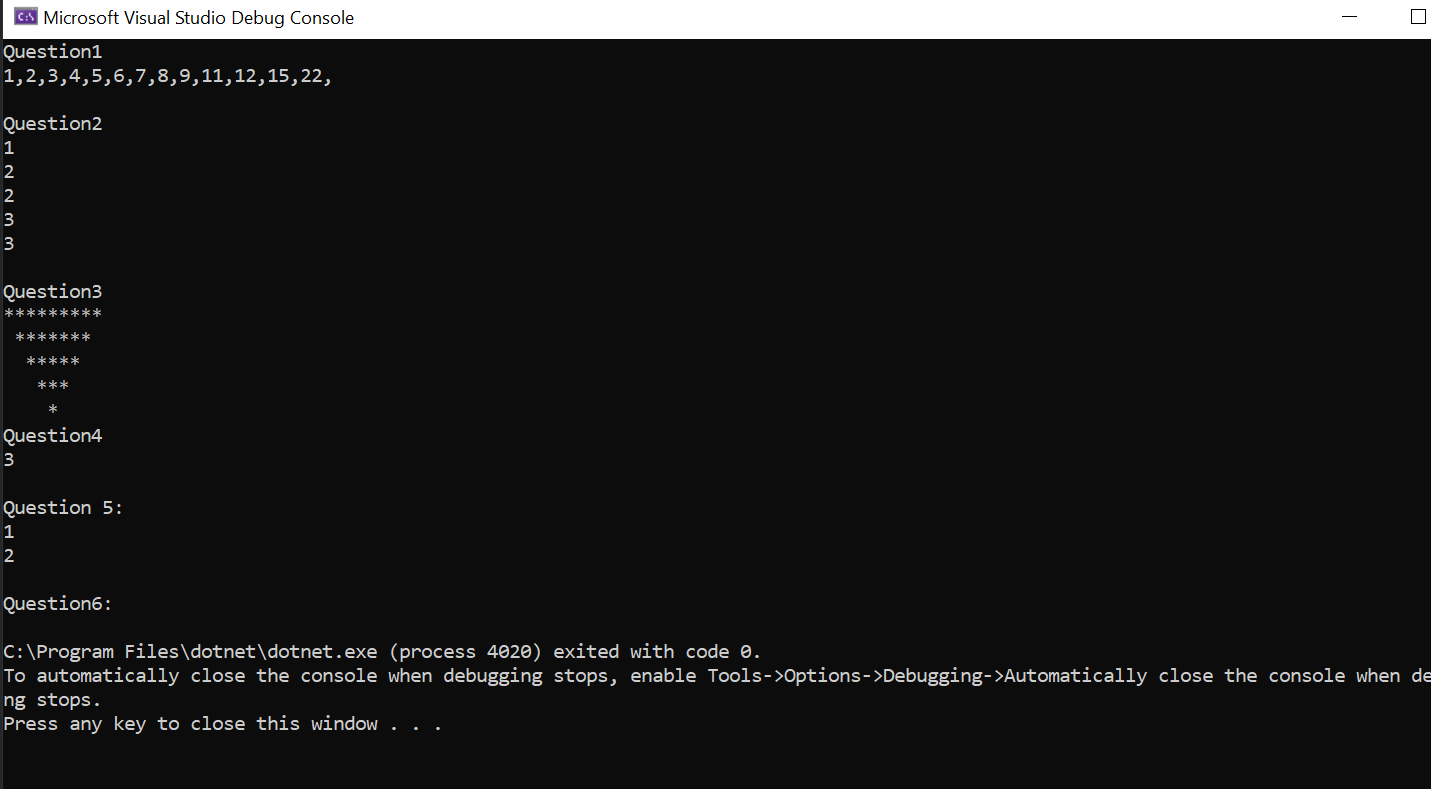 C:\ Microsoft Visual Studio Debug Console
Question1
1,2,3,4,5,6,7,8,9,11,12,15,22,

Question2
1
2
2
3
3

Question3
*********
 *******
  *****
   ***
    *
Question4
3

Question 5:
1
2

Question6:

C:\Program Files\dotnet\dotnet.exe (process 4020) exited with code 0.
To automatically close the console when debugging stops, enable Tools->Options->Debugging->Automatically close the console when de
ng stops.
Press any key to close this window . . .